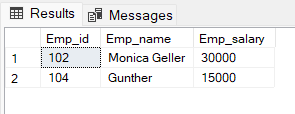 Results Messages
Emp_id Emp_name Emp_salary
1 102 Monica Geller 30000
2 104 Gunther 15000